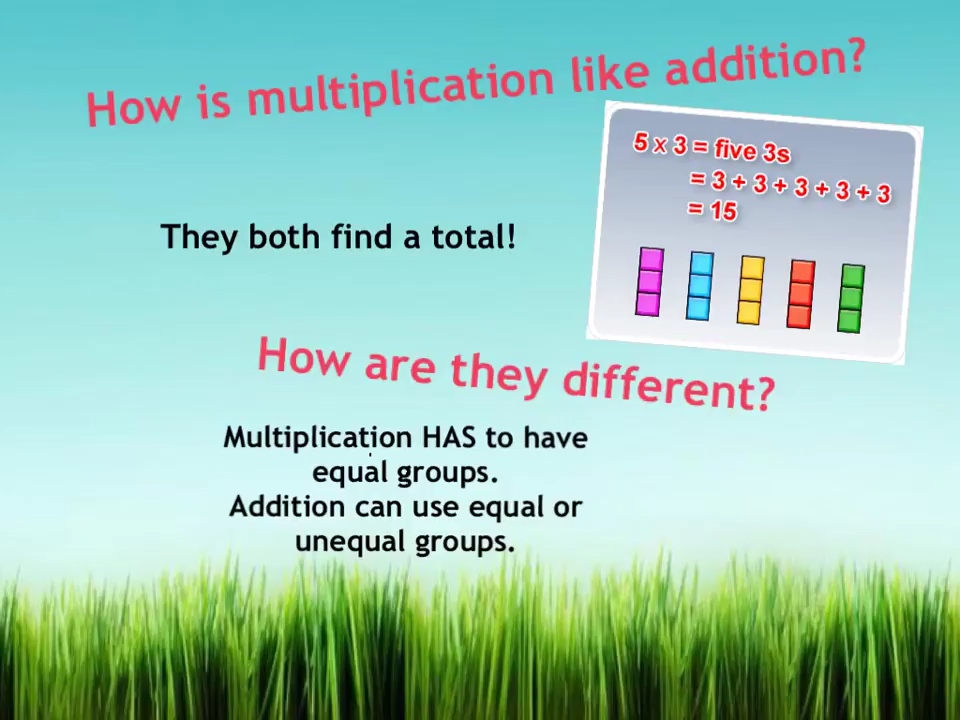 How is multiplication like addition?
5 x 3 = five 3s
= 3 + 3 + 3 + 3 + 3
= 15
They both find a total!
How are they different?
Multiplication HAS to have
equal groups.
Addition can use equal or
unequal groups.